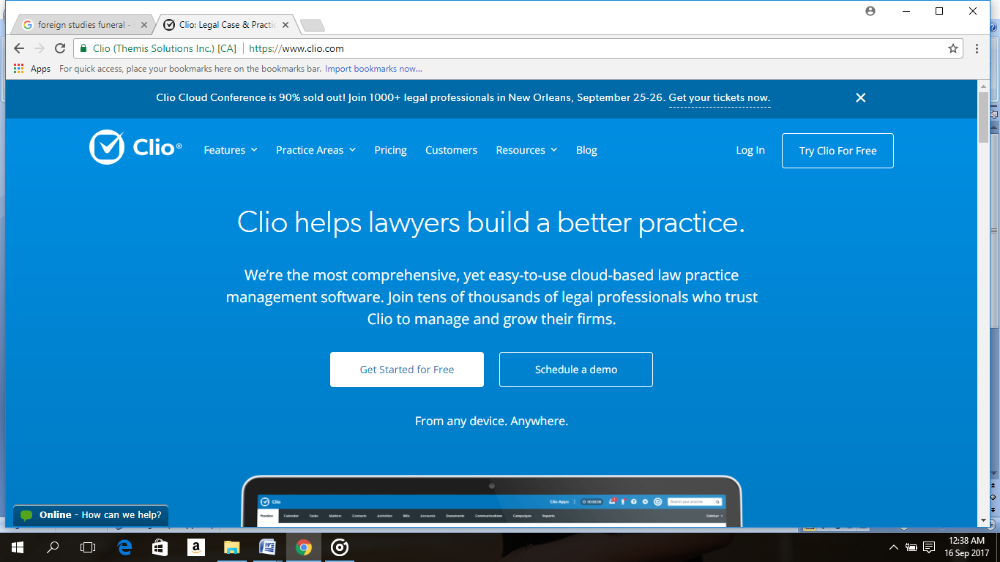 foreign studies funeral -
Clio: Legal Case & Practic
Clio (Themis Solutions Inc.) [CA] https://www.clio.com
Apps For quick access, place your bookmarks here on the bookmarks bar. Import bookmarks now...
Clio Cloud Conference is 90% sold out! Join 1000+ legal professionals in New Orleans, September 25-26. Get your tickets now.
Clio® Features Practice Areas Pricing Customers Resources Blog Log In Try Clio For Free
Clio helps lawyers build a better practice.
We're the most comprehensive, yet easy-to-use cloud-based law practice
management software. Join tens of thousands of legal professionals who trust
Clio to manage and grow their firms.
Get Started for Free Schedule a demo
From any device. Anywhere.
Clio Clio Apps 00:03:08 Search your practice
Practice Calendar Tasks Matters Contacts Activities Bills Accounts Documents Communications Campaigns Reports Sidebar
Online - How can we help?
12:38 AM
16 Sep 2017